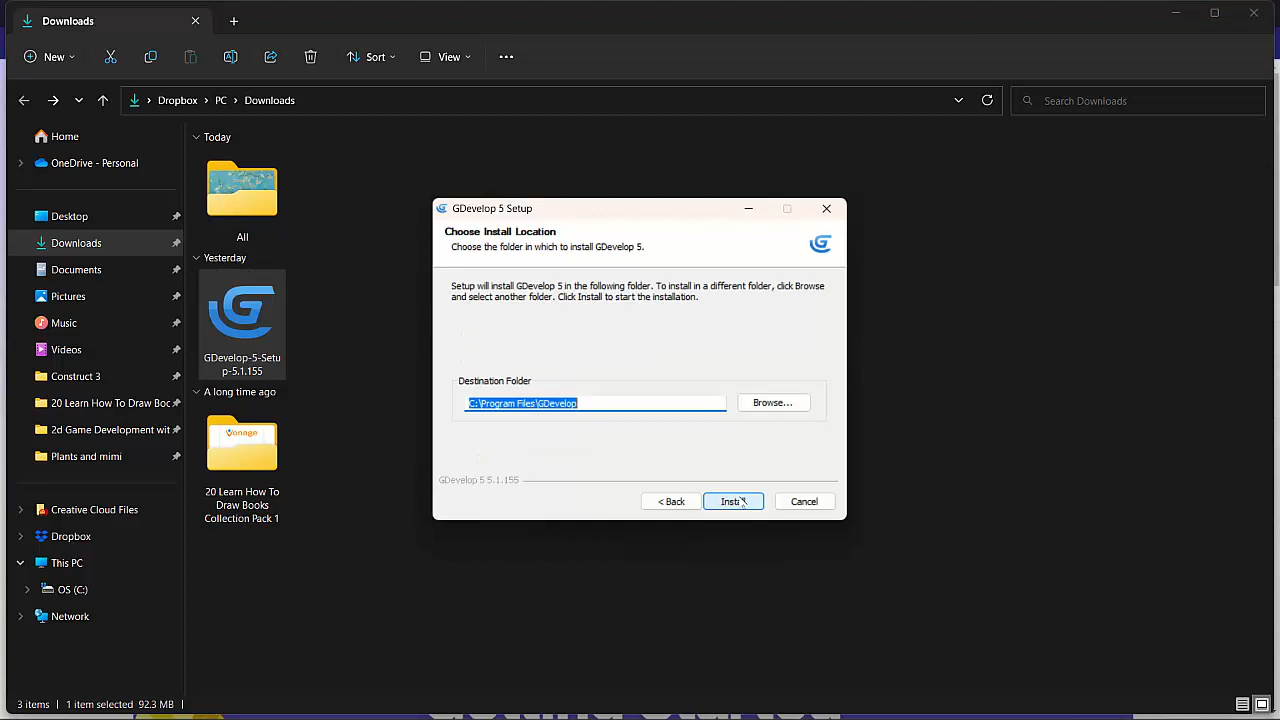 Downloads
New
Sort
View
Dropbox
PC
Downloads
Search Downloads
Home
OneDrive - Personal
Desktop
Downloads
Documents
Pictures
Music
Videos
Construct 3
20 Learn How To Draw Boc
2d Game Development wit
Plants and mimi
Creative Cloud Files
Dropbox
This PC
OS (C:)
Network
Today
All
Yesterday
GDevelop-5-Setu
p-5.1.155
A long time ago
vonage
20 Learn How To
Draw Books
Collection Pack 1
GDevelop 5 Setup
Choose Install Location
Choose the folder in which to install GDevelop 5.
Setup will install GDevelop 5 in the following folder. To install in a different folder, click Browse
and select another folder. Click Install to start the installation.
Destination Folder
C:\Program Files\GDevelop
Browse...
GDevelop 5 5.1.155
< Back
Install
Cancel
3 items
1 item selected 92.3 MB
Getting Started